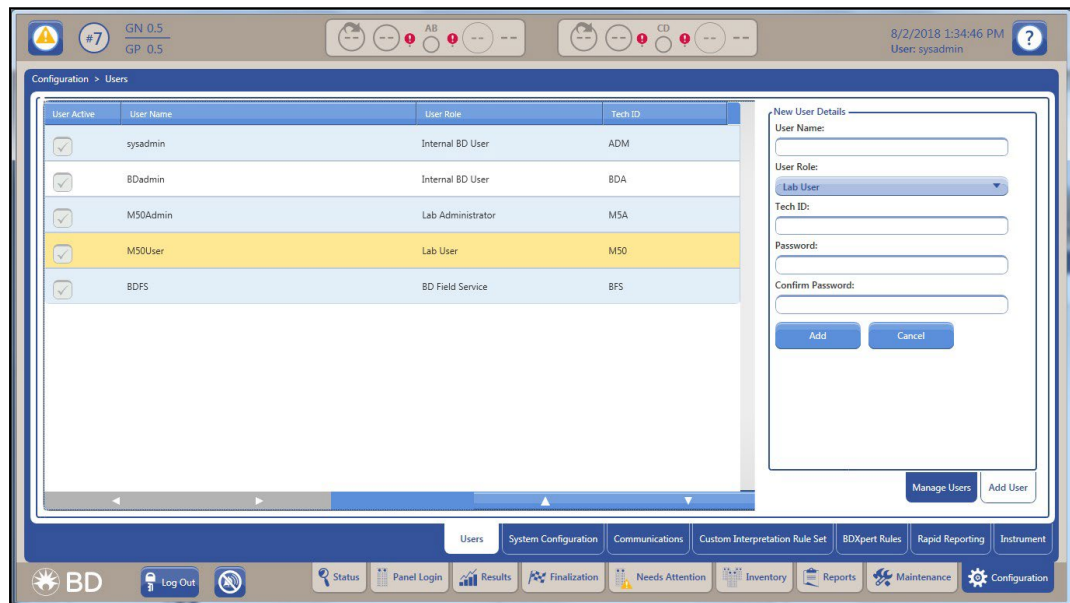 #7
GN 0.5
GP 0.5
-- -- AB -- --
-- -- CD -- --
8/2/2018 1:34:46 PM
User: sysadmin
?
Configuration > Users
User Active User Name User Role Tech ID
sysadmin Internal BD User ADM
BDadmin Internal BD User BDA
M50Admin Lab Administrator M5A
M50User Lab User M50
BDFS BD Field Service BFS
New User Details
User Name:
User Role:
Lab User
Tech ID:
Password:
Confirm Password:
Add Cancel
Manage Users Add User
Users System Configuration Communications Custom Interpretation Rule Set BDXpert Rules Rapid Reporting Instrument
BD Log Out Status Panel Login Results Finalization Needs Attention Inventory Reports Maintenance Configuration